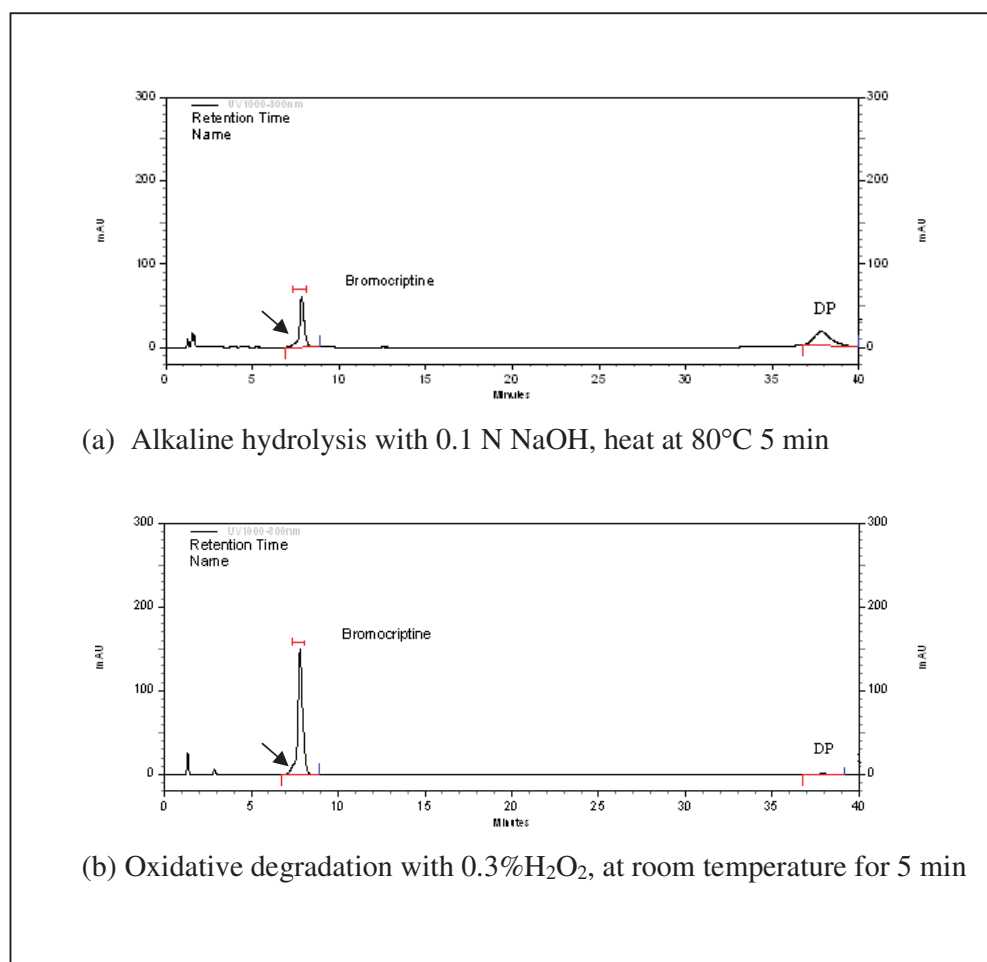 300
300
UV1000-800nm
Retention Time
Name
200
200
mAU
mAU
100
100
Bromocriptine
DP
0
0
0
5
10
15
20
25
30
35
40
Minutes
(a) Alkaline hydrolysis with 0.1 N NaOH, heat at 80°C 5 min
300
300
Retention Time
Name
200
200
Bromocriptine
mAU
mAU
100
100
DP
0
0
0
5
10
15
20
25
30
35
40
Minutes
(b) Oxidative degradation with 0.3%H₂O₂, at room temperature for 5 min